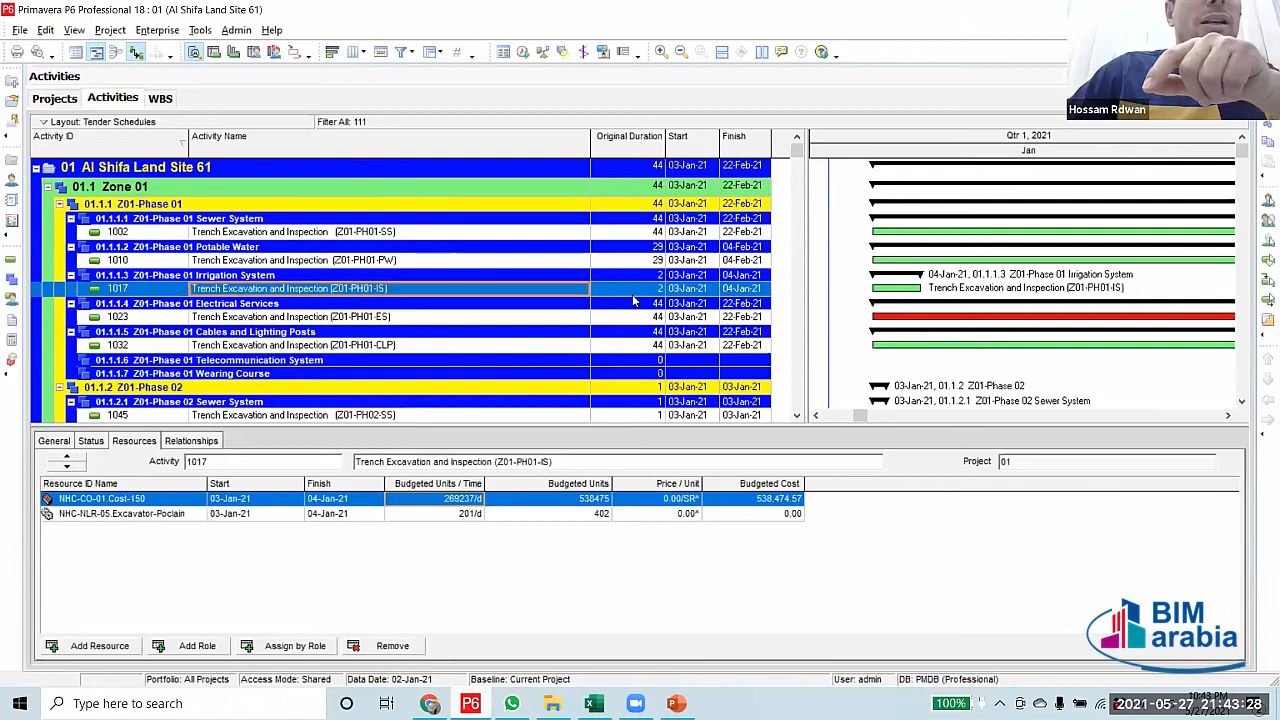 Primavera P6 Professional 18 : 01 (Al Shifa Land Site 61)
File Edit View Project Enterprise Tools Admin Help
Hossam Rdwan
Activities
Projects Activities WBS
Layout: Tender Schedules Filter All: 111
Activity ID Activity Name Original Duration Start Finish Qtr 1, 2021
Jan
01 Al Shifa Land Site 61 44 03-Jan-21 22-Feb-21
01.1 Zone 01 44 03-Jan-21 22-Feb-21
01.1.1 Z01-Phase 01 44 03-Jan-21 22-Feb-21
01.1.1.1 Z01-Phase 01 Sewer System 44 03-Jan-21 22-Feb-21
1002 Trench Excavation and Inspection (Z01-PH01-SS) 44 03-Jan-21 22-Feb-21
01.1.1.2 Z01-Phase 01 Potable Water 29 03-Jan-21 04-Feb-21
1010 Trench Excavation and Inspection (Z01-PH01-PW) 29 03-Jan-21 04-Feb-21
01.1.1.3 Z01-Phase 01 Irrigation System 2 03-Jan-21 04-Jan-21 04-Jan-21, 01.1.1.3 Z01-Phase 01 Irrigation System
1017 Trench Excavation and Inspection (Z01-PH01-IS) 2 03-Jan-21 04-Jan-21 Trench Excavation and Inspection (Z01-PH01-IS)
01.1.1.4 Z01-Phase 01 Electrical Services 44 03-Jan-21 22-Feb-21
1023 Trench Excavation and Inspection (Z01-PH01-ES) 44 03-Jan-21 22-Feb-21
01.1.1.5 Z01-Phase 01 Cables and Lighting Posts 44 03-Jan-21 22-Feb-21
1032 Trench Excavation and Inspection (Z01-PH01-CLP) 44 03-Jan-21 22-Feb-21
01.1.1.6 Z01-Phase 01 Telecommunication System 0
01.1.1.7 Z01-Phase 01 Wearing Course 0
01.1.2 Z01-Phase 02 1 03-Jan-21 03-Jan-21 03-Jan-21, 01.1.2 Z01-Phase 02
01.1.2.1 Z01-Phase 02 Sewer System 1 03-Jan-21 03-Jan-21 03-Jan-21, 01.1.2.1 Z01-Phase 02 Sewer System
1045 Trench Excavation and Inspection (Z01-PH02-SS) 1 03-Jan-21 03-Jan-21
General Status Resources Relationships
Activity 1017 Trench Excavation and Inspection (Z01-PH01-IS) Project 01
Resource ID Name Start Finish Budgeted Units / Time Budgeted Units Price / Unit Budgeted Cost
NHC-CO-01.Cost-150 03-Jan-21 04-Jan-21 269237/d 538475 0.00/SR* 538,474.57
NHC-NLR-05.Excavator-Poclain 03-Jan-21 04-Jan-21 201/d 402 0.00* 0.00
BIM
arabia
Add Resource Add Role Assign by Role Remove
Portfolio: All Projects Access Mode: Shared Data Date: 02-Jan-21 Baseline: Current Project User: admin DB: PMDB (Professional)
Type here to search P6 100%
2021-05-27 21:43:28